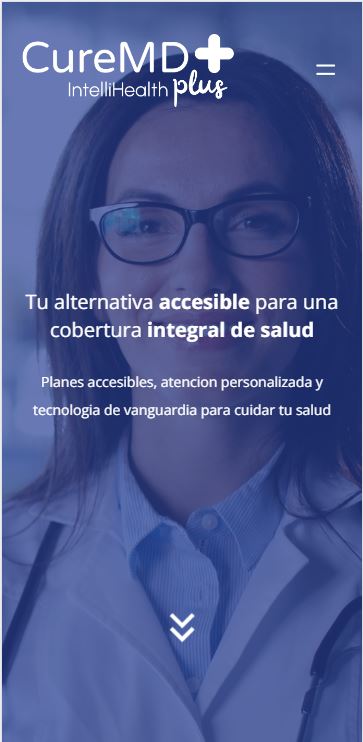 CureMD
IntelliHealth plus
Tu alternativa accesible para una
cobertura integral de salud
Planes accesibles, atencion personalizada y
tecnologia de vanguardia para cuidar tu salud